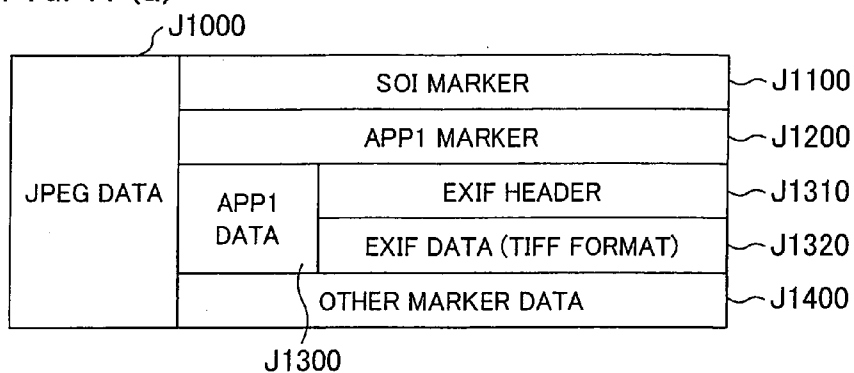 J1000
SOI MARKER J1100
APP1 MARKER J1200
JPEG DATA
APP1
DATA
EXIF HEADER J1310
EXIF DATA (TIFF FORMAT) J1320
OTHER MARKER DATA J1400
J1300